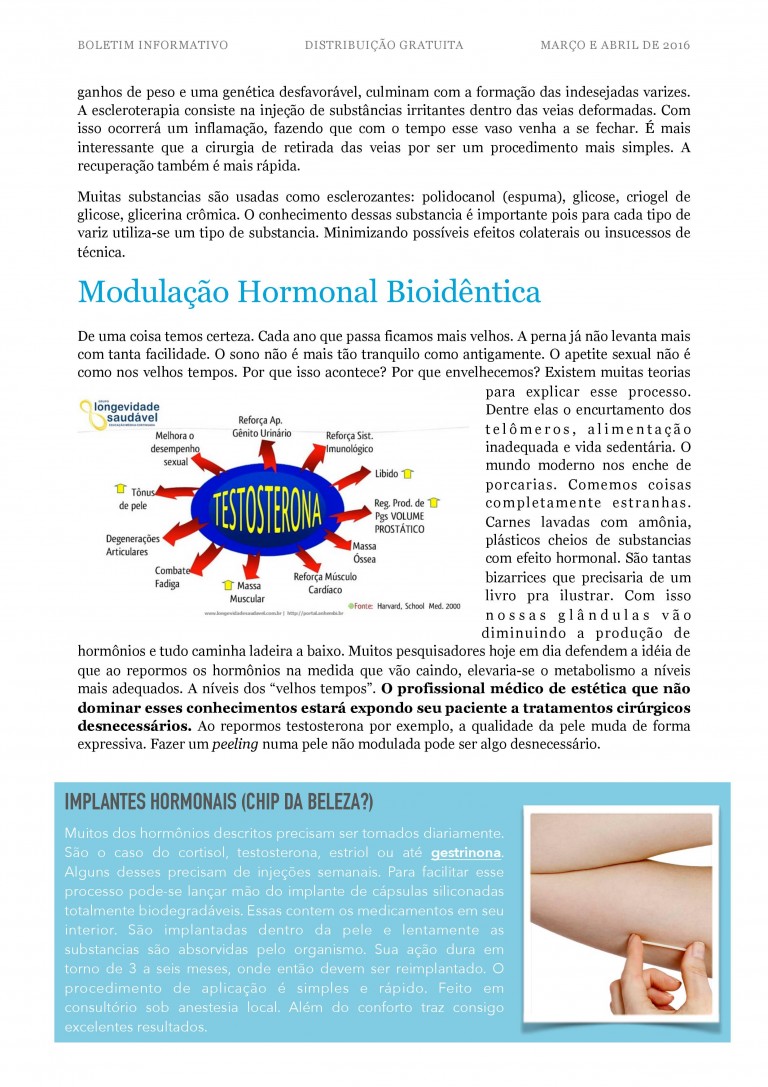 BOLETIM INFORMATIVO DISTRIBUIÇÃO GRATUITA MARÇO E ABRIL DE 2016
ganhos de peso e uma genética desfavorável, culminam com a formação das indesejadas varizes.
A escleroterapia consiste na injeção de substâncias irritantes dentro das veias deformadas. Com
isso ocorrerá um inflamação, fazendo que com o tempo esse vaso venha a se fechar. É mais
interessante que a cirurgia de retirada das veias por ser um procedimento mais simples. A
recuperação também é mais rápida.
Muitas substancias são usadas como esclerozantes: polidocanol (espuma), glicose, criogel de
glicose, glicerina crômica. O conhecimento dessas substancia é importante pois para cada tipo de
variz utiliza-se um tipo de substancia. Minimizando possíveis efeitos colaterais ou insucessos de
técnica.
Modulação Hormonal Bioidêntica
De uma coisa temos certeza. Cada ano que passa ficamos mais velhos. A perna já não levanta mais
com tanta facilidade. O sono não é mais tão tranquilo como antigamente. O apetite sexual não é
como nos velhos tempos. Por que isso acontece? Por que envelhecemos? Existem muitas teorias
para explicar esse processo.
Dentre elas o encurtamento dos
telômeros, alimentação
inadequada e vida sedentária. O
mundo moderno nos enche de
porcarias. Comemos coisas
completamente estranhas.
Carnes lavadas com amônia,
plásticos cheios de substancias
com efeito hormonal. São tantas
bizarrices que precisaria de um
livro pra ilustrar. Com isso
nossas glândulas vão
diminuindo a produção de
hormônios e tudo caminha ladeira a baixo. Muitos pesquisadores hoje em dia defendem a idéia de
que ao repormos os hormônios na medida que vão caindo, elevaria-se o metabolismo a níveis
mais adequados. A níveis dos “velhos tempos”. O profissional médico de estética que não
dominar esses conhecimentos estará expondo seu paciente a tratamentos cirúrgicos
desnecessários. Ao repormos testosterona por exemplo, a qualidade da pele muda de forma
expressiva. Fazer um peeling numa pele não modulada pode ser algo desnecessário.
longevidade
saudável
Reforça Ap.
Gênito Urinário
Melhora o
desempenho
sexual
Reforça Sist.
Imunológico
Libido
Tônus
de pele
Reg. Prod. de
Pgs VOLUME
PROSTÁTICO
TESTOSTERONA
Degenerações
Articulares
Massa
Óssea
Combate
Fadiga
Massa
Muscular
Reforça Músculo
Cardíaco
Fonte: Harvard, School Med. 2000
IMPLANTES HORMONAIS (CHIP DA BELEZA?)
Muitos dos hormônios descritos precisam ser tomados diariamente.
São o caso do cortisol, testosterona, estriol ou até gestrinona.
Alguns desses precisam de injeções semanais. Para facilitar esse
processo pode-se lançar mão do implante de cápsulas siliconadas
totalmente biodegradáveis. Essas contem os medicamentos em seu
interior. São implantadas dentro da pele e lentamente as
substancias são absorvidas pelo organismo. Sua ação dura em
torno de 3 a seis meses, onde então devem ser reimplantado. O
procedimento de aplicação é simples e rápido. Feito em
consultório sob anestesia local. Além do conforto traz consigo
excelentes resultados.